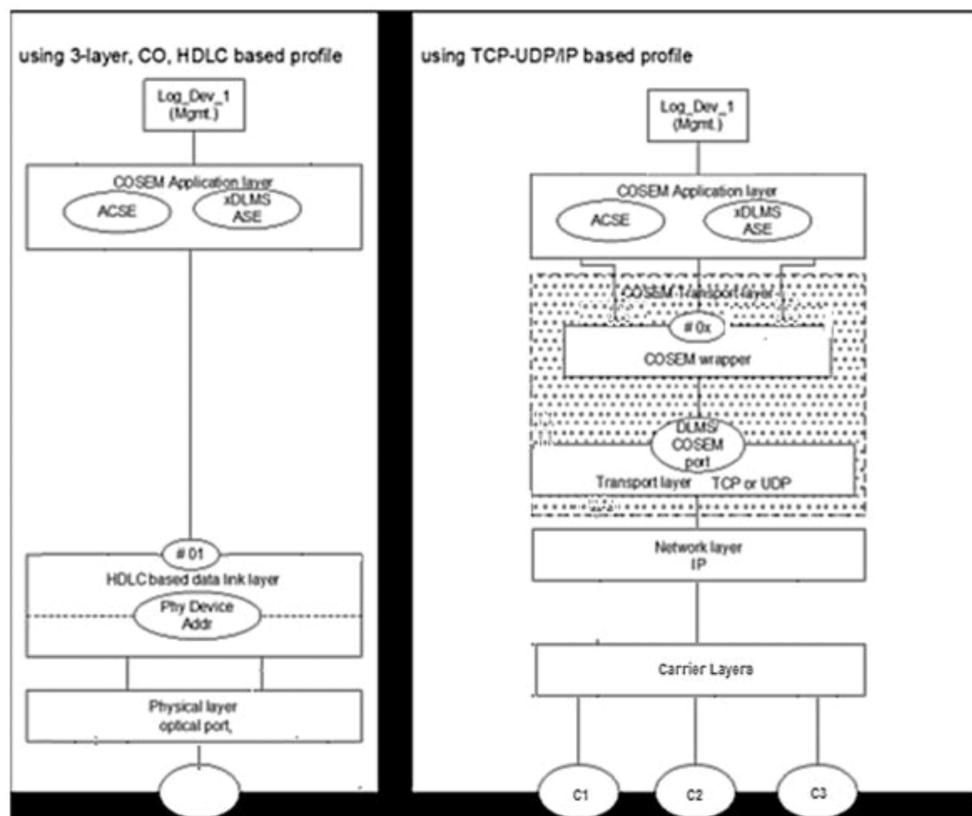 using 3-layer, CO, HDLC based profile
Log_Dev_1
(Mgmt.)
COSEM Application layer
ACSE
xDLMS
ASE
# 01
HDLC based data link layer
Phy Device
Addr
Physical layer
optical port,
using TCP-UDP/IP based profile
Log_Dev_1
(Mgmt.)
COSEM Application layer
ACSE
xDLMS
ASE
COSEM Transport layer
# 0x
COSEM wrapper
DLMS/
COSEM
port
Transport layer TCP or UDP
Network layer
IP
Carrier Layers
C1
C2
C3